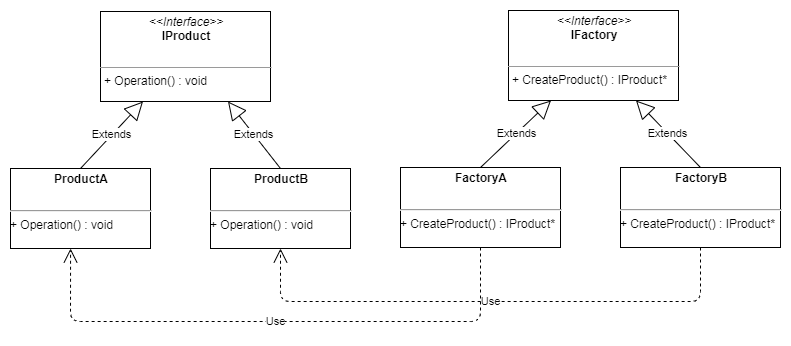 <<Interface>>
IProduct
+ Operation() : void
<<Interface>>
IFactory
+ CreateProduct() : IProduct*
Extends
Extends
Extends
Extends
ProductA
+ Operation() : void
ProductB
+ Operation() : void
FactoryA
+ CreateProduct() : IProduct*
FactoryB
+ CreateProduct() : IProduct*
Use
Use